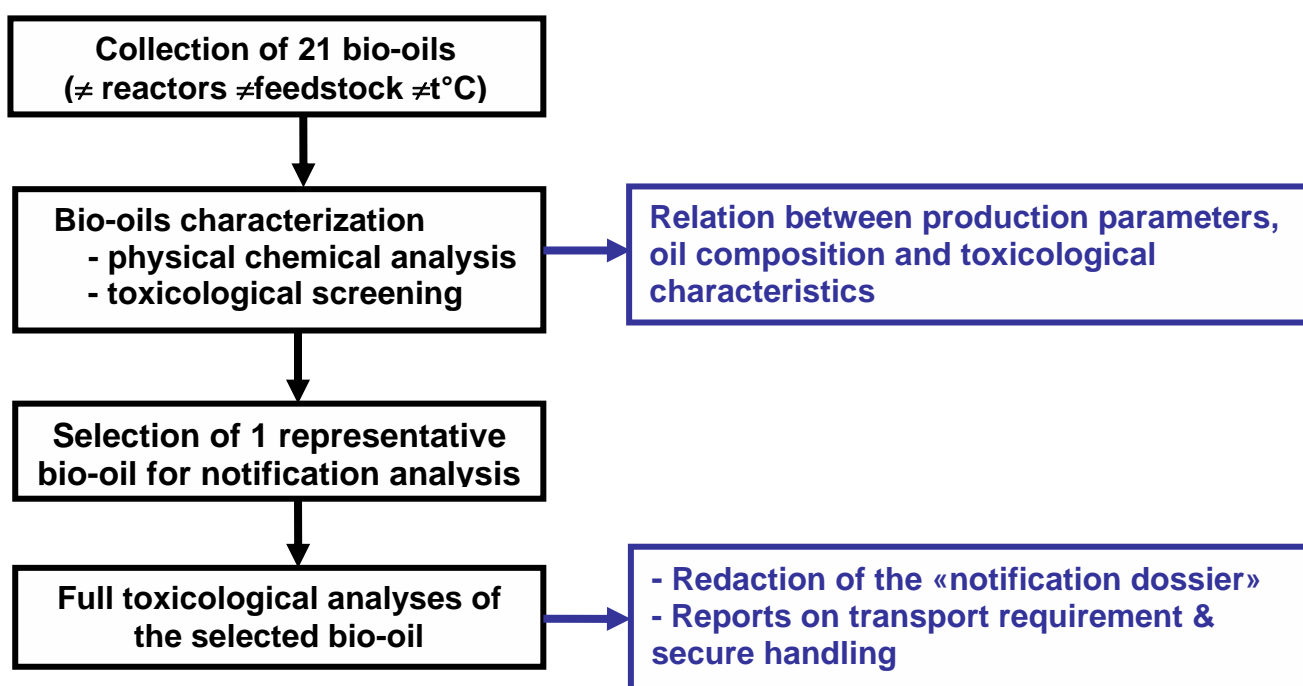 Collection of 21 bio-oils
(≠ reactors ≠feedstock ≠t°C)
Bio-oils characterization
- physical chemical analysis
- toxicological screening
Relation between production parameters,
oil composition and toxicological
characteristics
Selection of 1 representative
bio-oil for notification analysis
Full toxicological analyses of
the selected bio-oil
- Redaction of the «notification dossier»
- Reports on transport requirement &
secure handling